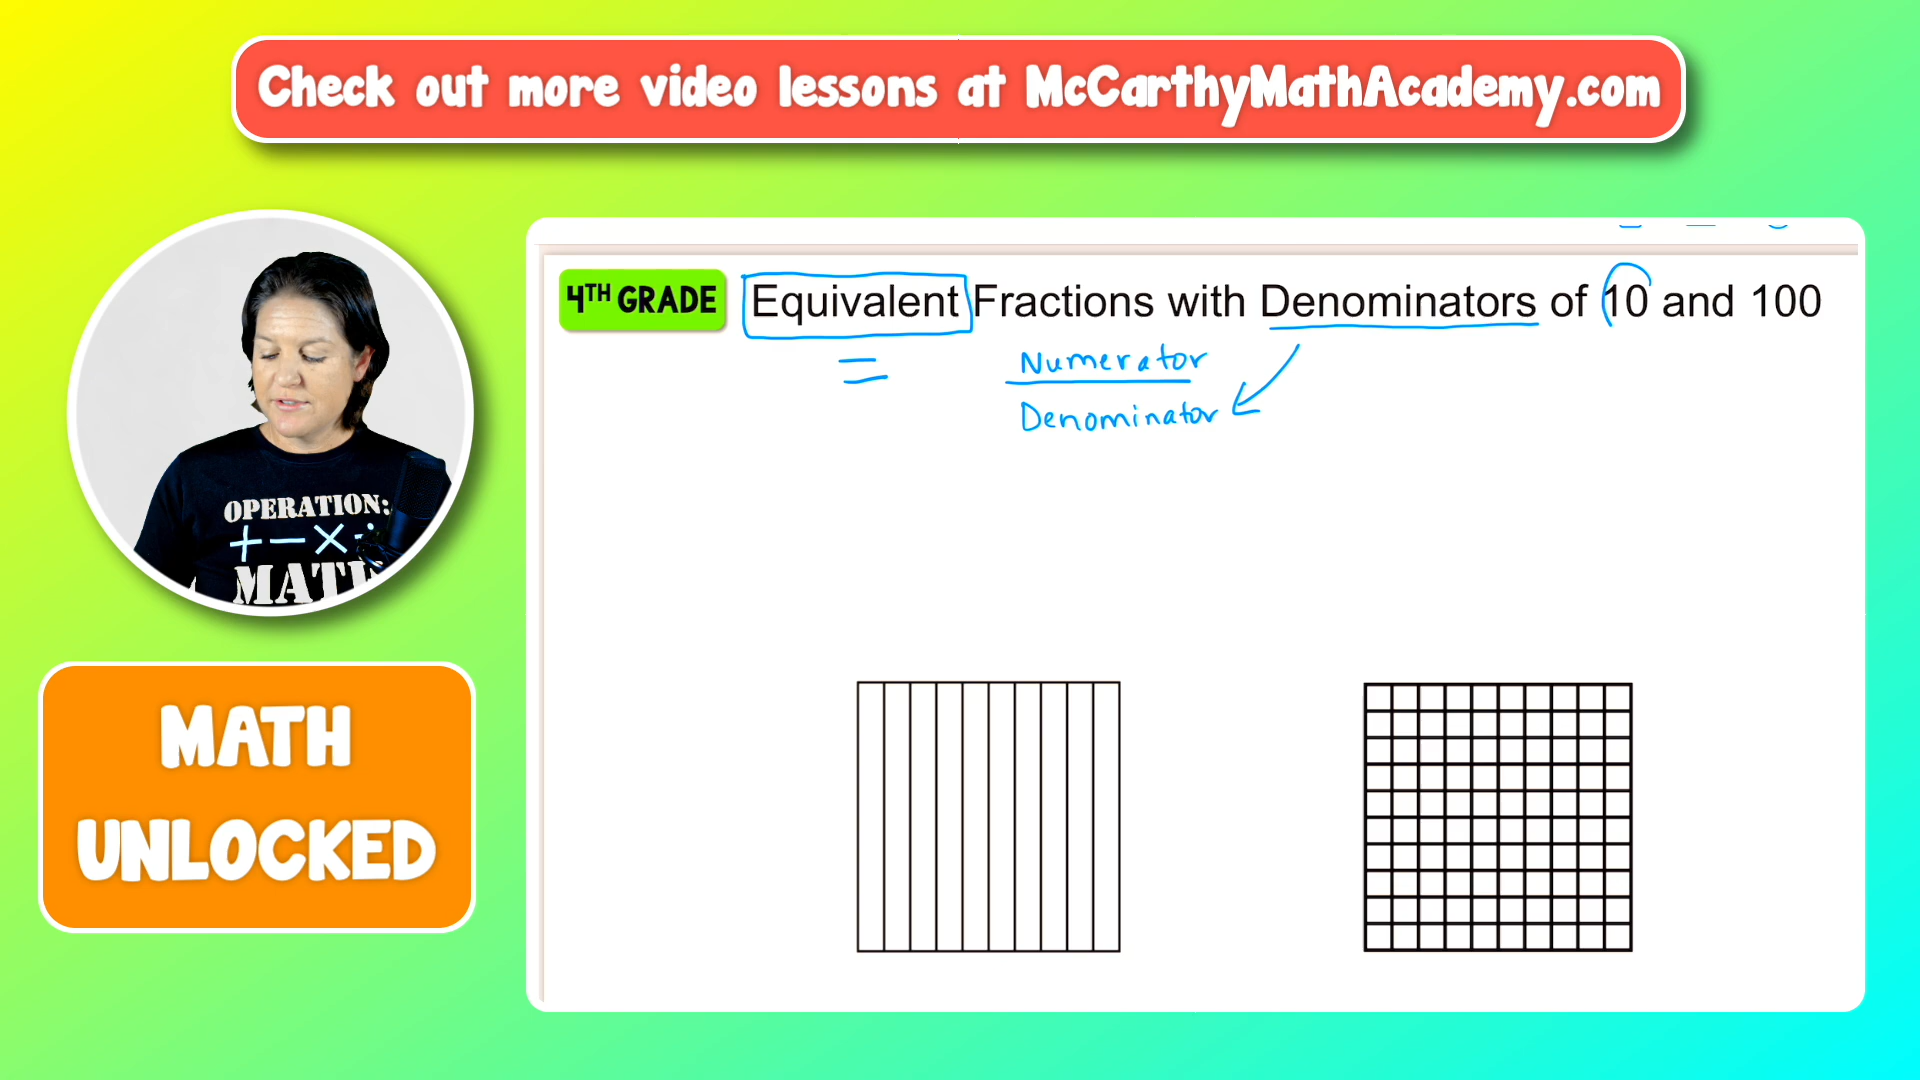 Check out more video lessons at McCarthyMathAcademy.com
4TH GRADE Equivalent Fractions with Denominators of 10 and 100
=
Numerator
Denominator
OPERATION:
+ − ×
MATH
MATH
UNLOCKED